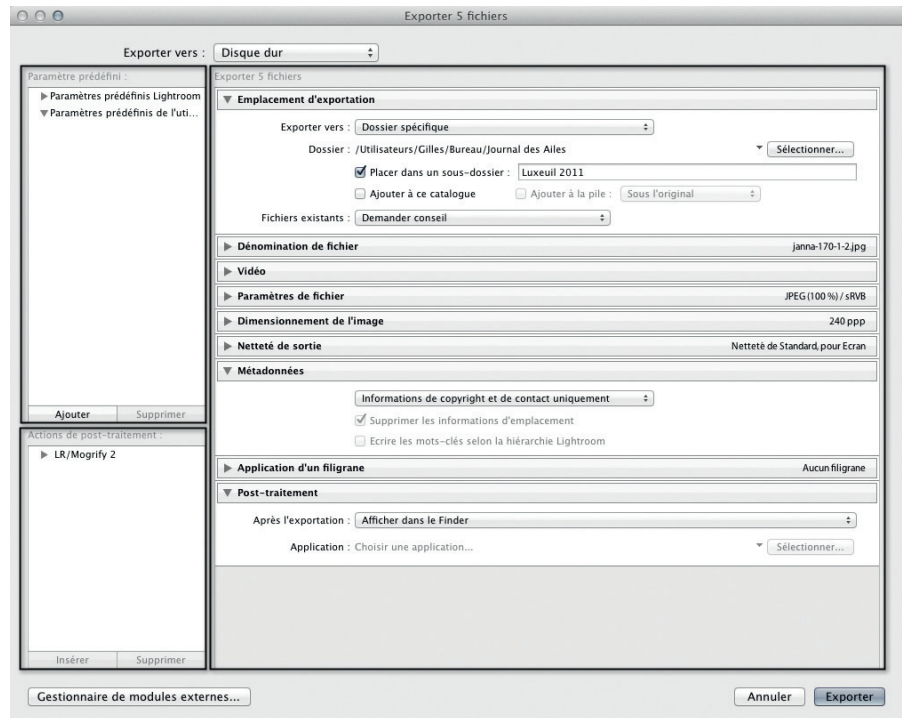 Exporter 5 fichiers
Exporter vers : Disque dur
Paramètre prédéfini :
Paramètres prédéfinis Lightroom
Paramètres prédéfinis de l'uti...
Ajouter Supprimer
Actions de post-traitement :
LR/Mogrify 2
Insérer Supprimer
Exporter 5 fichiers
Emplacement d'exportation
Exporter vers : Dossier spécifique
Dossier : /Utilisateurs/Gilles/Bureau/Journal des Ailes Sélectionner...
Placer dans un sous-dossier : Luxeuil 2011
Ajouter à ce catalogue Ajouter à la pile : Sous l'original
Fichiers existants : Demander conseil
Dénomination de fichier janna-170-1-2.jpg
Vidéo
Paramètres de fichier JPEG (100 %) / sRVB
Dimensionnement de l'image 240 ppp
Netteté de sortie Netteté de Standard, pour Ecran
Métadonnées
Informations de copyright et de contact uniquement
Supprimer les informations d'emplacement
Ecrire les mots-clés selon la hiérarchie Lightroom
Application d'un filigrane Aucun filigrane
Post-traitement
Après l'exportation : Afficher dans le Finder
Application : Choisir une application... Sélectionner...
Gestionnaire de modules externes... Annuler Exporter